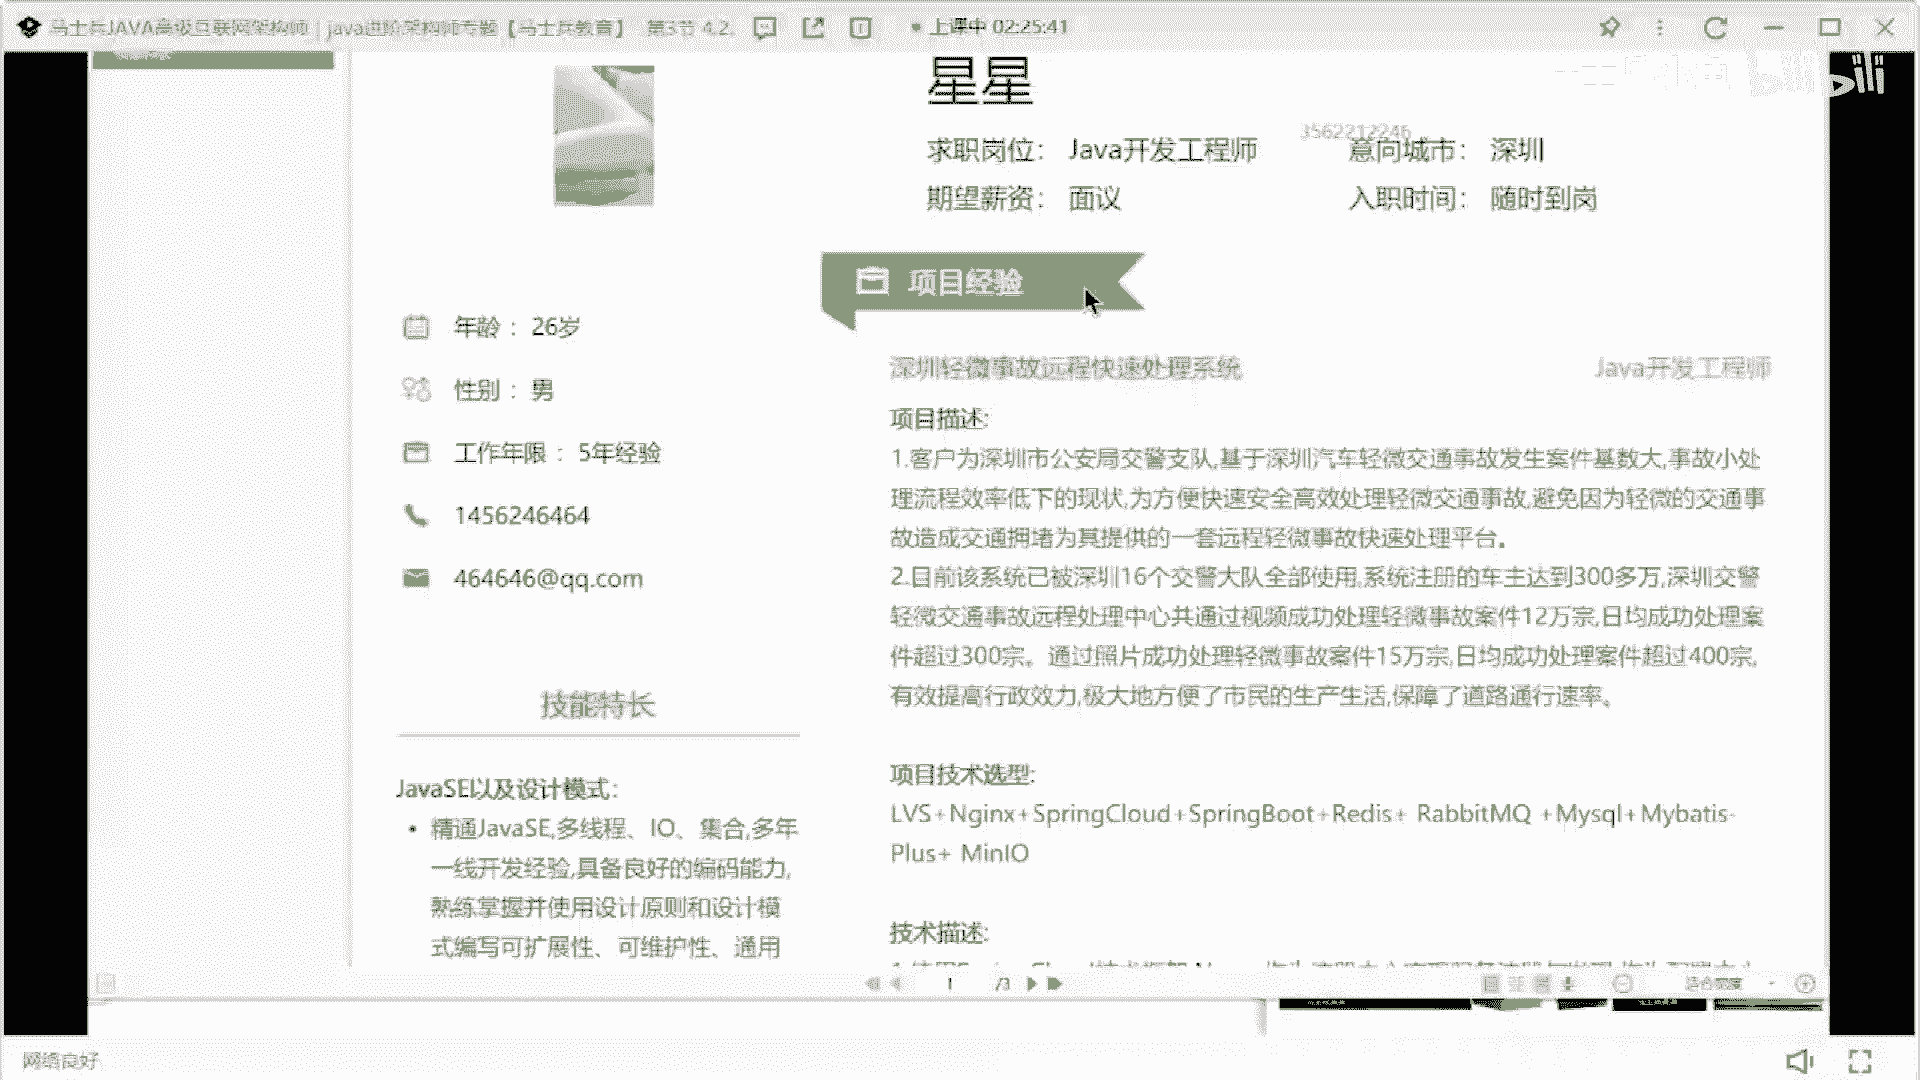 马士兵JAVA高级互联网架构师 | java进阶架构师专题【马士兵教育】 第3节 4.2.
上课中 02:25:41
bilibili
星星
3562212246
求职岗位： Java开发工程师 意向城市： 深圳
期望薪资： 面议 入职时间： 随时到岗
年龄： 26岁
性别： 男
工作年限： 5年经验
1456246464
464646@qq.com
技能特长
JavaSE以及设计模式:
• 精通JavaSE,多线程、IO、集合,多年
一线开发经验,具备良好的编码能力,
熟练掌握并使用设计原则和设计模
式编写可扩展性、可维护性、通用
项目经验
深圳轻微事故远程快速处理系统 Java开发工程师
项目描述:
1.客户为深圳市公安局交警支队,基于深圳汽车轻微交通事故发生案件基数大,事故小处
理流程效率低下的现状,为方便快速安全高效处理轻微交通事故,避免因为轻微的交通事
故造成交通拥堵为其提供的一套远程轻微事故快速处理平台。
2.目前该系统已被深圳16个交警大队全部使用,系统注册的车主达到300多万,深圳交警
轻微交通事故远程处理中心共通过视频成功处理轻微事故案件12万宗,日均成功处理案
件超过300宗。通过照片成功处理轻微事故案件15万宗,日均成功处理案件超过400宗,
有效提高行政效力,极大地方便了市民的生产生活,保障了道路通行速率。
项目技术选型:
LVS+Nginx+SpringCloud+SpringBoot+Redis+ RabbitMQ +Mysql+Mybatis-
Plus+ MinIO
技术描述:
1 /3
适合宽度
网络良好